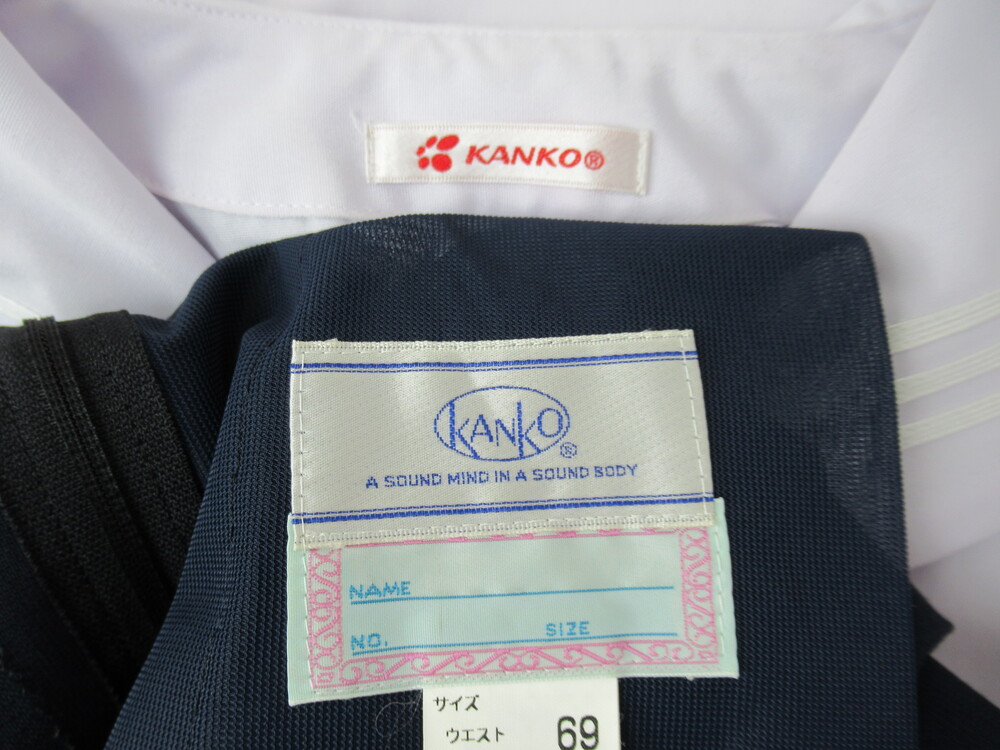 KANKO®
KANKO®
A SOUND MIND IN A SOUND BODY
NAME
NO. SIZE
サイズ
ウエスト 69